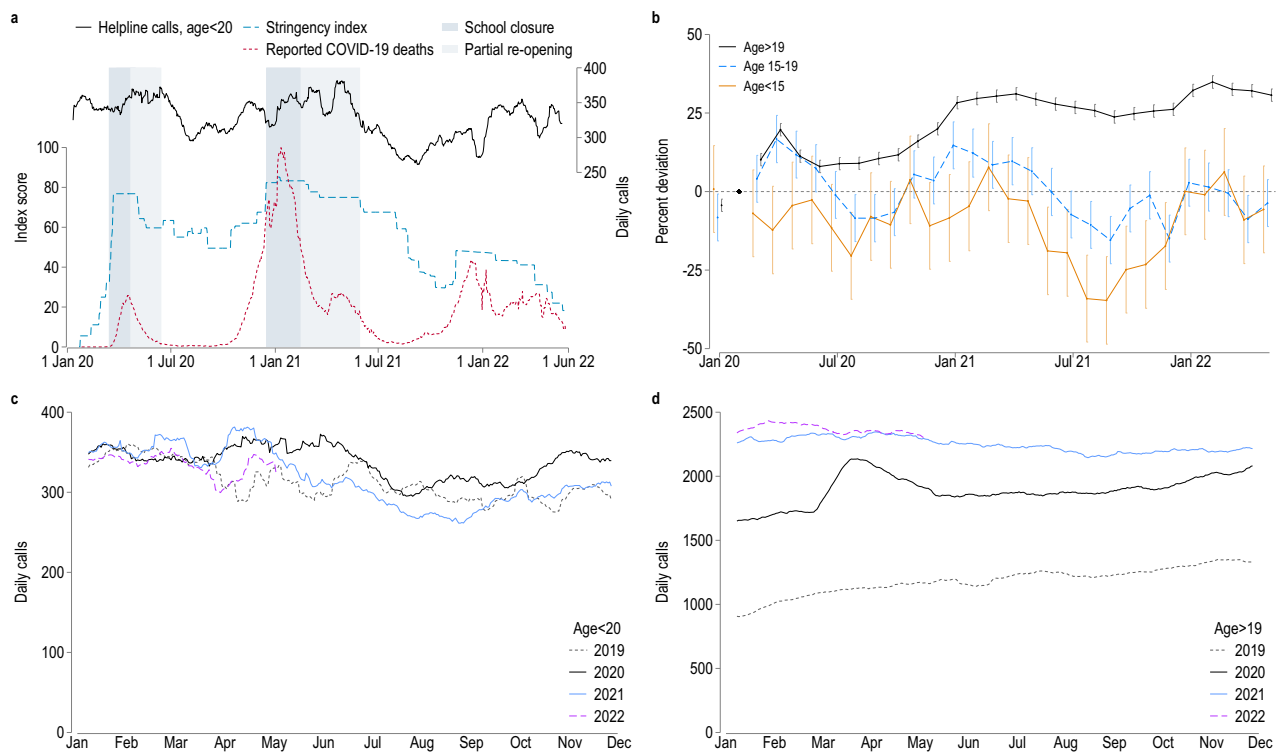 a
Helpline calls, age<20
Stringency index
School closure
Reported COVID-19 deaths
Partial re-opening
400
350
300
250
Daily calls
100
80
60
40
20
0
Index score
1 Jan 20
1 Jul 20
1 Jan 21
1 Jul 21
1 Jan 22
1 Jun 22
b
Age>19
Age 15-19
Age<15
50
25
0
-25
-50
Percent deviation
Jan 20
Jul 20
Jan 21
Jul 21
Jan 22
c
400
300
200
100
0
Daily calls
Age<20
2019
2020
2021
2022
Jan Feb Mar Apr May Jun Jul Aug Sep Oct Nov Dec
d
2500
2000
1500
1000
500
0
Daily calls
Age>19
2019
2020
2021
2022
Jan Feb Mar Apr May Jun Jul Aug Sep Oct Nov Dec